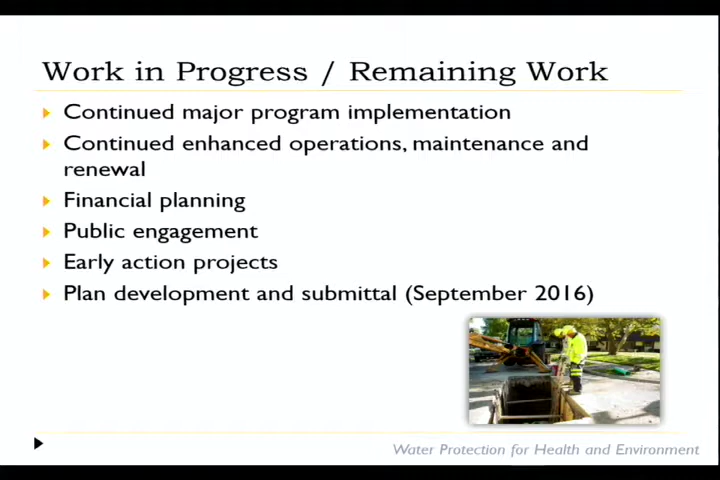 Work in Progress / Remaining Work
Continued major program implementation
Continued enhanced operations, maintenance and
renewal
Financial planning
Public engagement
Early action projects
Plan development and submittal (September 2016)
Water Protection for Health and Environment